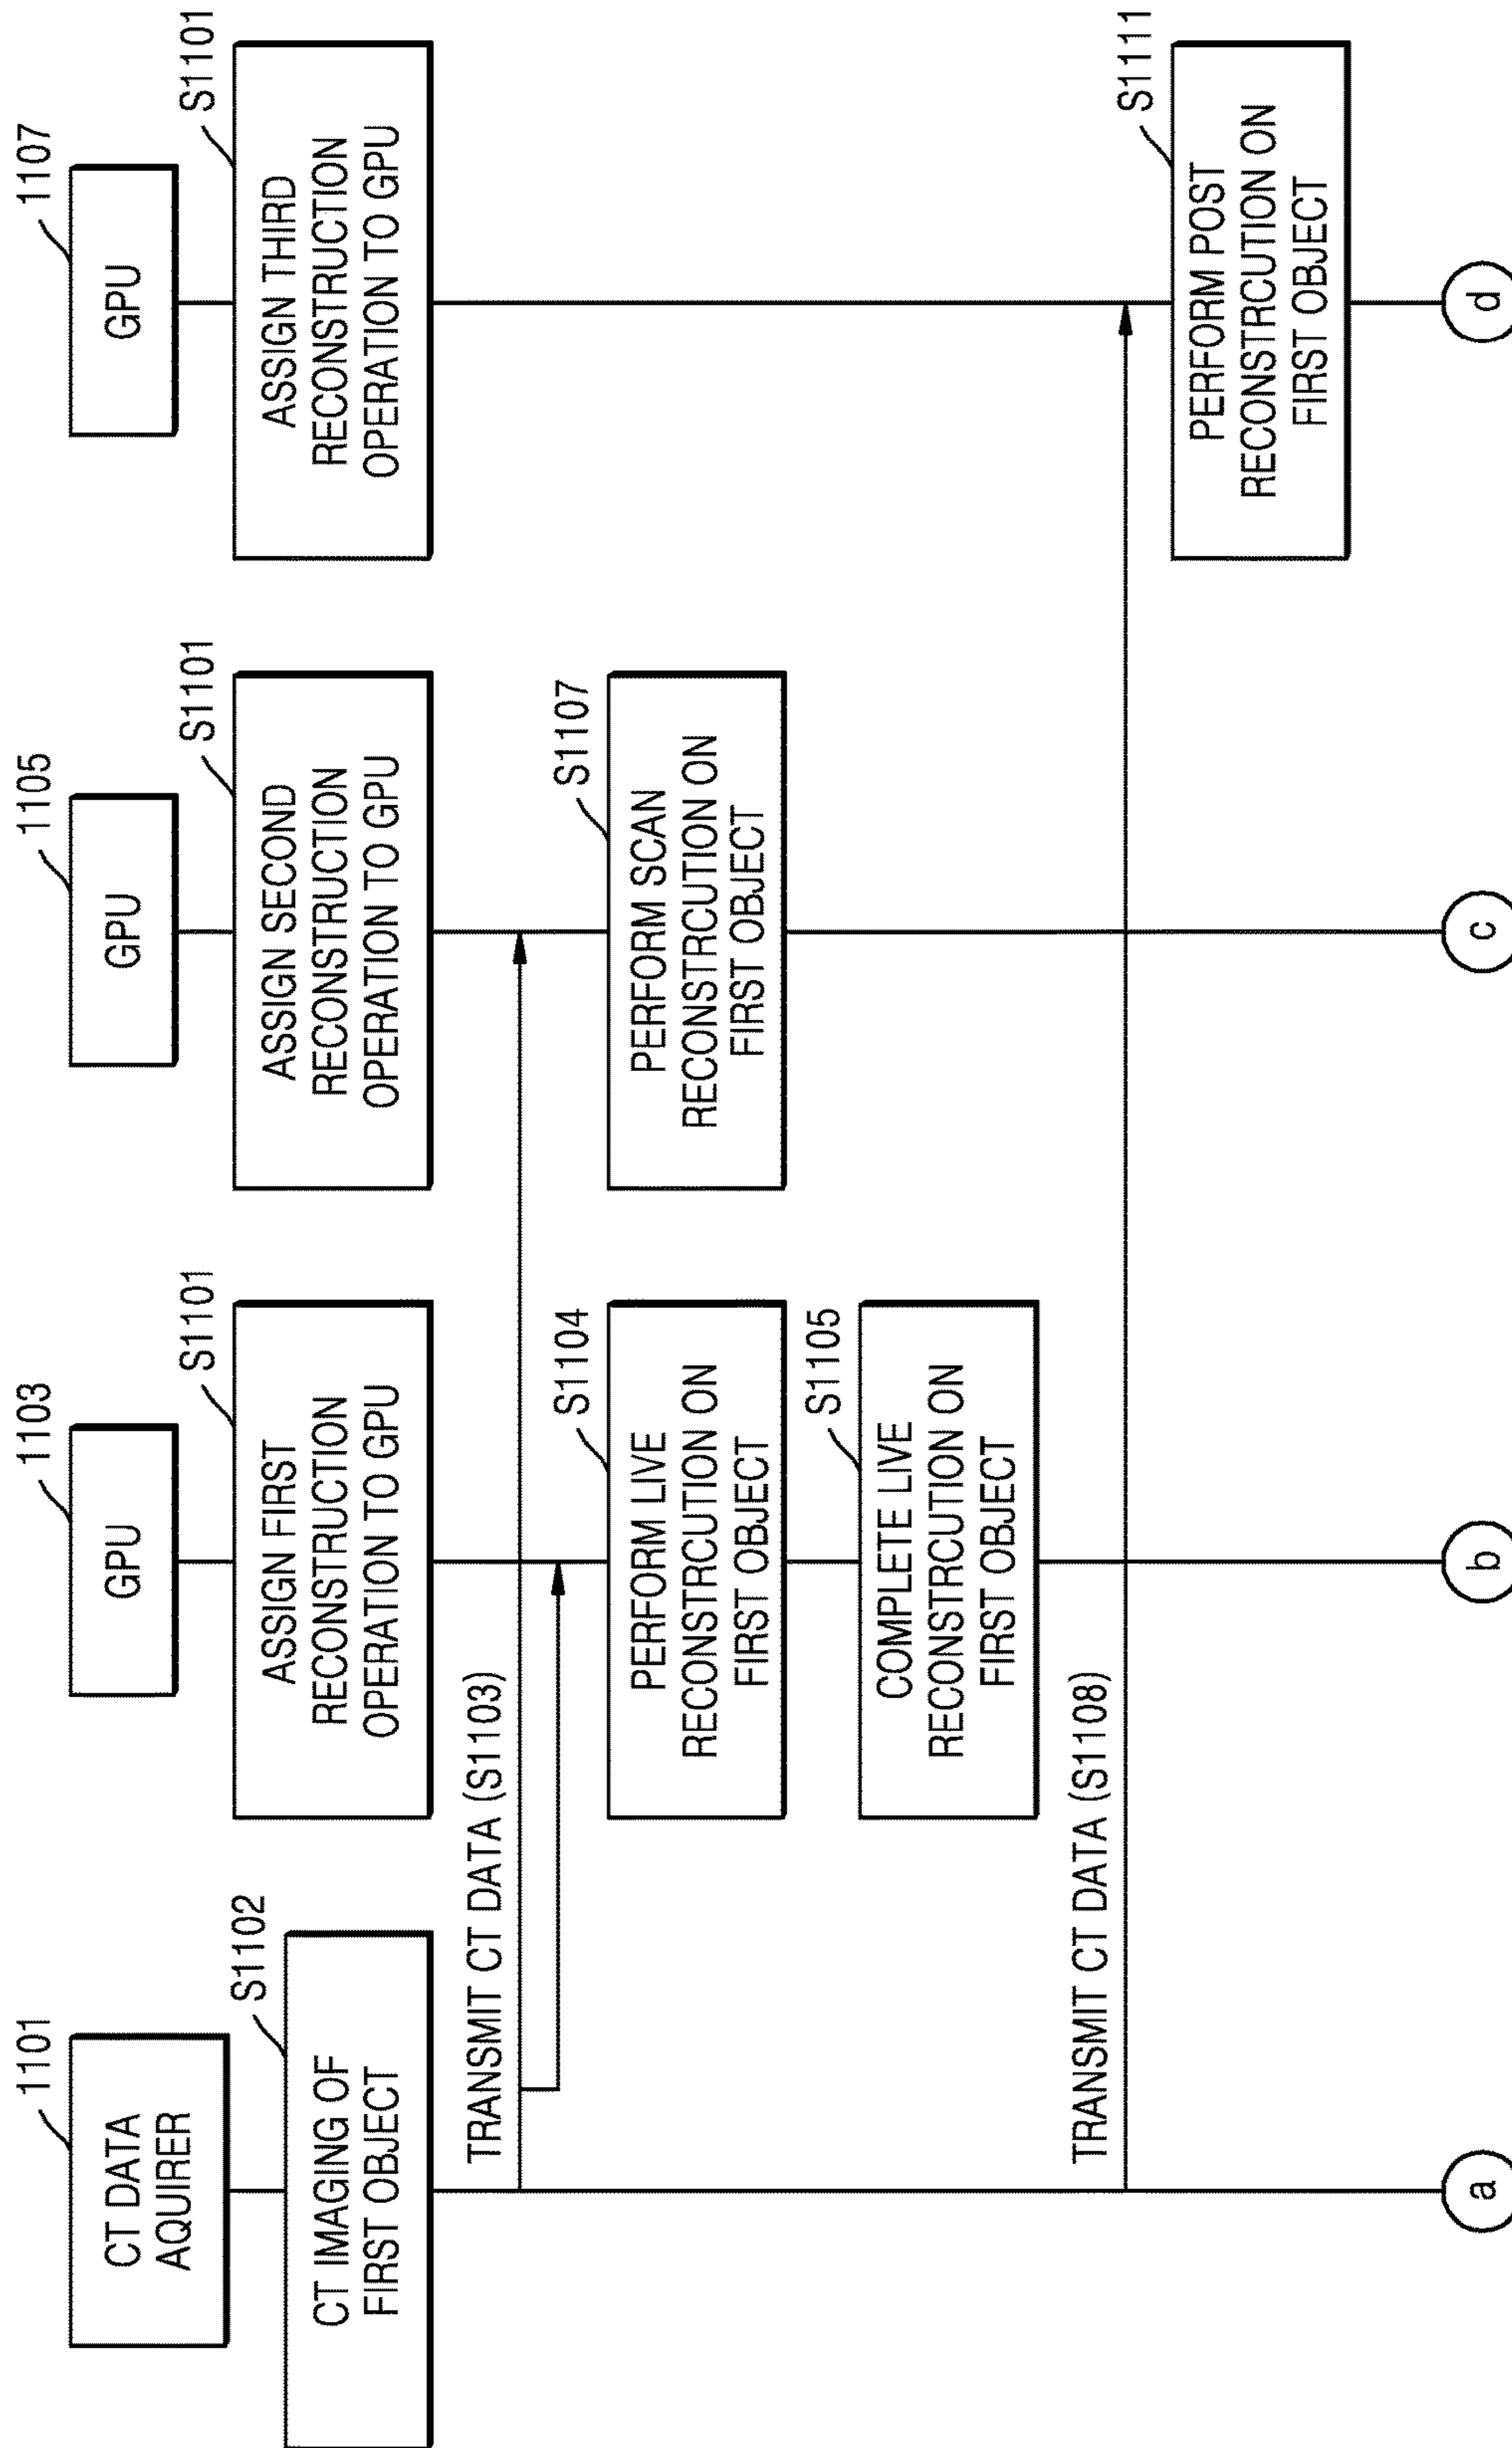 1101
CT DATA
AQUIRER
1103
GPU
1105
GPU
1107
GPU
S1102
CT IMAGING OF
FIRST OBJECT
S1101
ASSIGN FIRST
RECONSTRUCTION
OPERATION TO GPU
S1101
ASSIGN SECOND
RECONSTRUCTION
OPERATION TO GPU
S1101
ASSIGN THIRD
RECONSTRUCTION
OPERATION TO GPU
TRANSMIT CT DATA (S1103)
S1104
PERFORM LIVE
RECONSTRCUTION ON
FIRST OBJECT
S1107
PERFORM SCAN
RECONSTRCUTION ON
FIRST OBJECT
S1105
COMPLETE LIVE
RECONSTRCUTION ON
FIRST OBJECT
TRANSMIT CT DATA (S1108)
S1111
PERFORM POST
RECONSTRCUTION ON
FIRST OBJECT
a
b
c
d